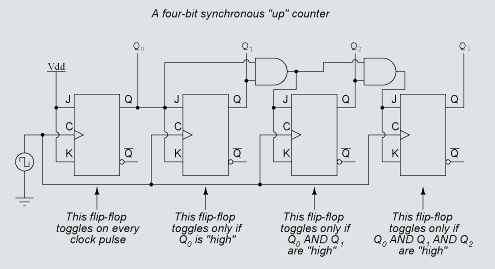 A four-bit synchronous "up" counter
Q0 Q1 Q2 Q3
Vdd
J Q J Q J Q J Q
C C C C
K Q K Q K Q K Q
This flip-flop
toggles on every
clock pulse
This flip-flop
toggles only if
Q0 is "high"
This flip-flop
toggles only if
Q0 AND Q1
are "high"
This flip-flop
toggles only if
Q0 AND Q1 AND Q2
are "high"